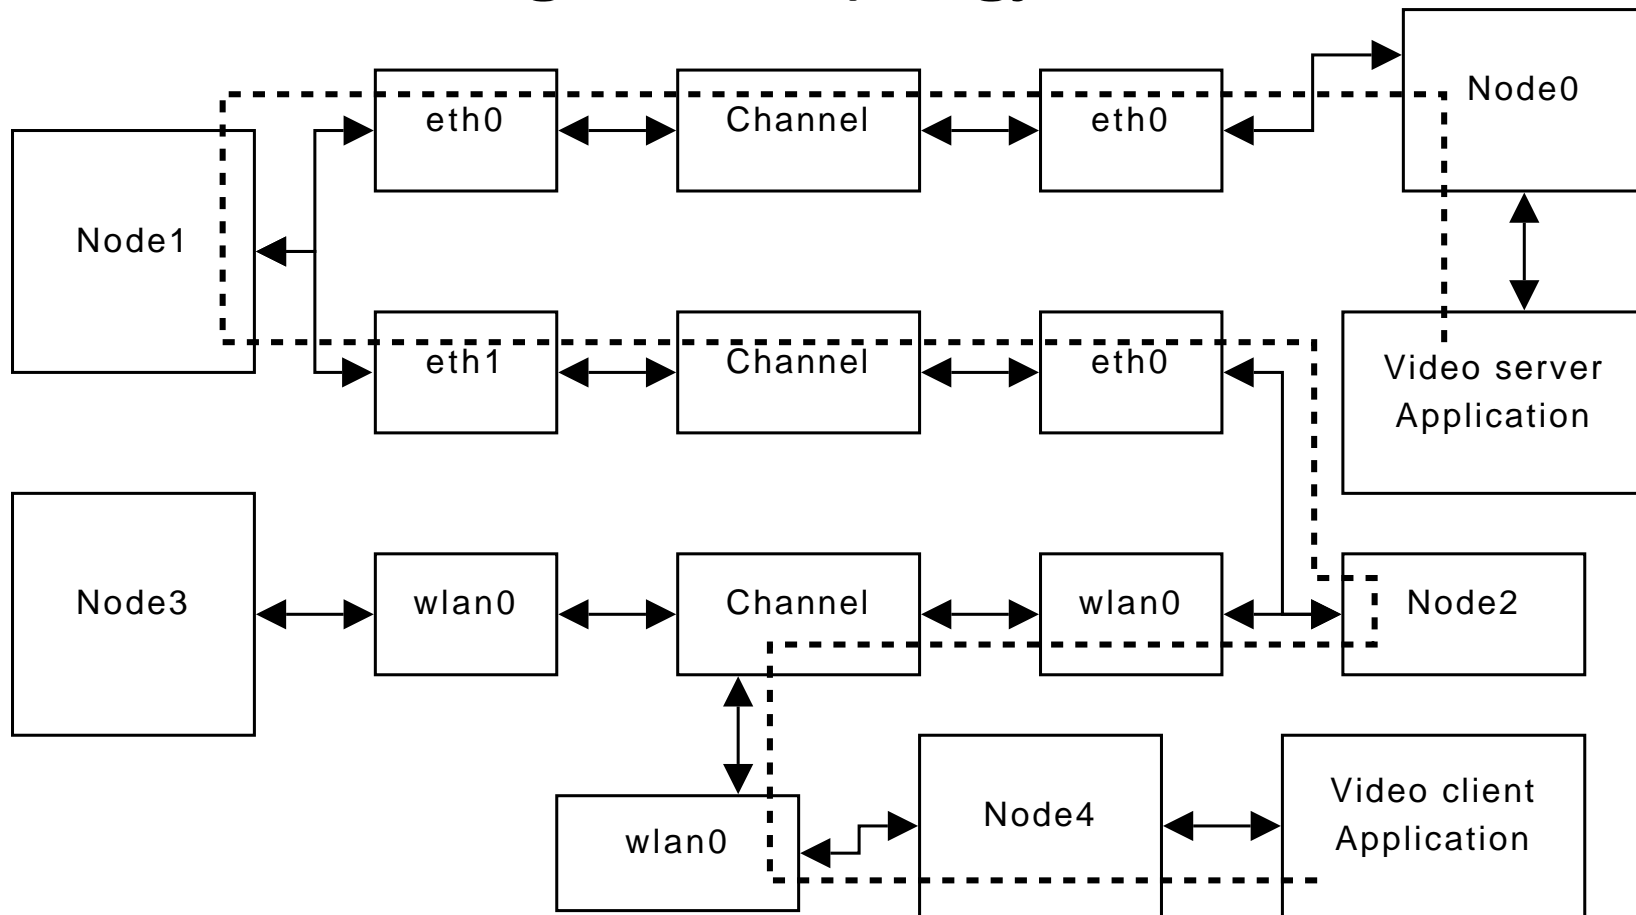 Node0
eth0
Channel
eth0
Node1
eth1
Channel
eth0
Video server
Application
Node3
wlan0
Channel
wlan0
Node2
wlan0
Node4
Video client
Application